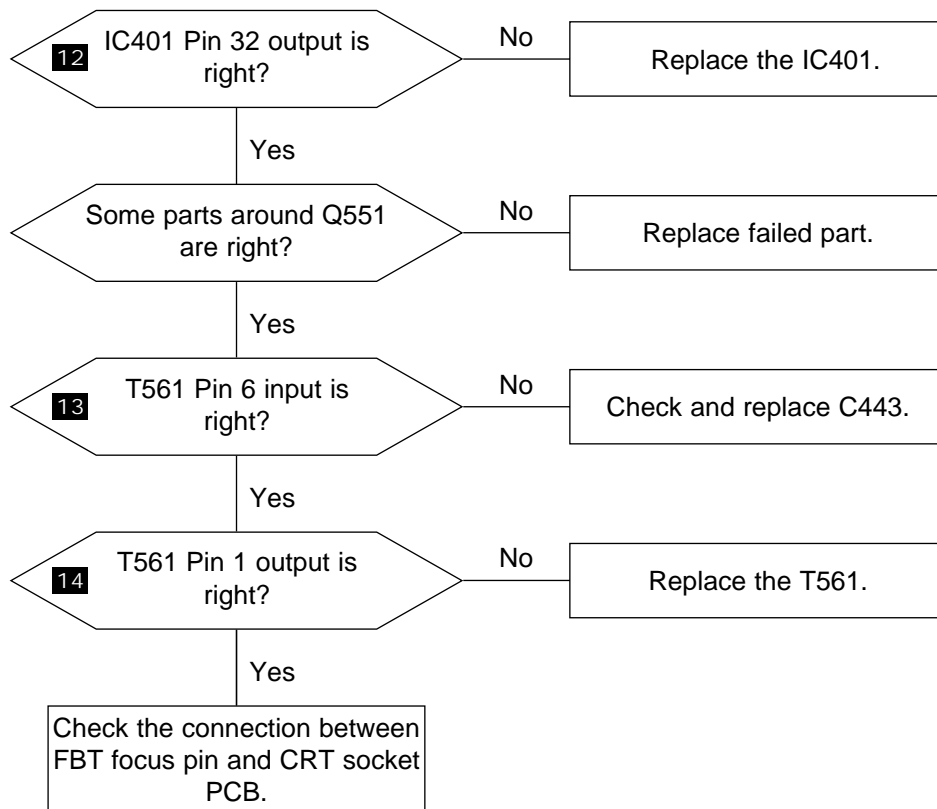 12
IC401 Pin 32 output is
right?
No
Replace the IC401.
Yes
Some parts around Q551
are right?
No
Replace failed part.
Yes
13
T561 Pin 6 input is
right?
No
Check and replace C443.
Yes
14
T561 Pin 1 output is
right?
No
Replace the T561.
Yes
Check the connection between
FBT focus pin and CRT socket
PCB.